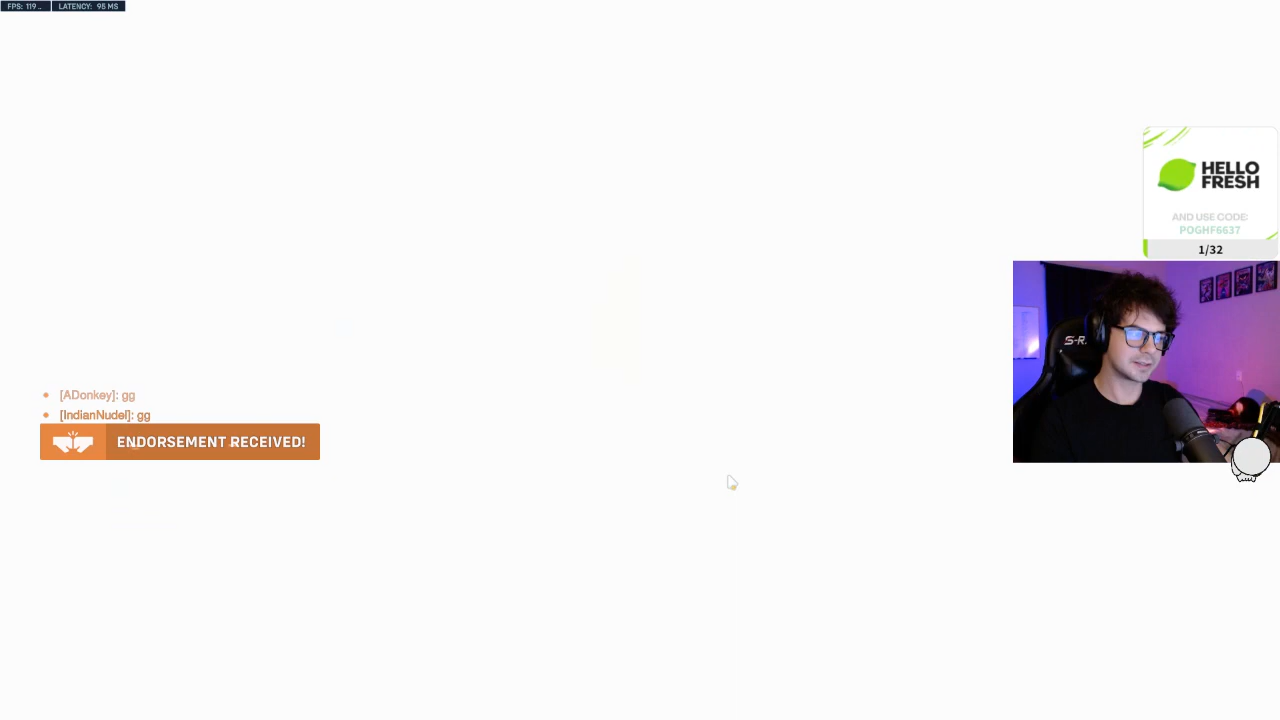 FPS: 119 ..
LATENCY: 95 MS
HELLO
FRESH
AND USE CODE:
POGHF6637
1/32
S-R
[ADonkey]: gg
[IndianNudel]: gg
ENDORSEMENT RECEIVED!